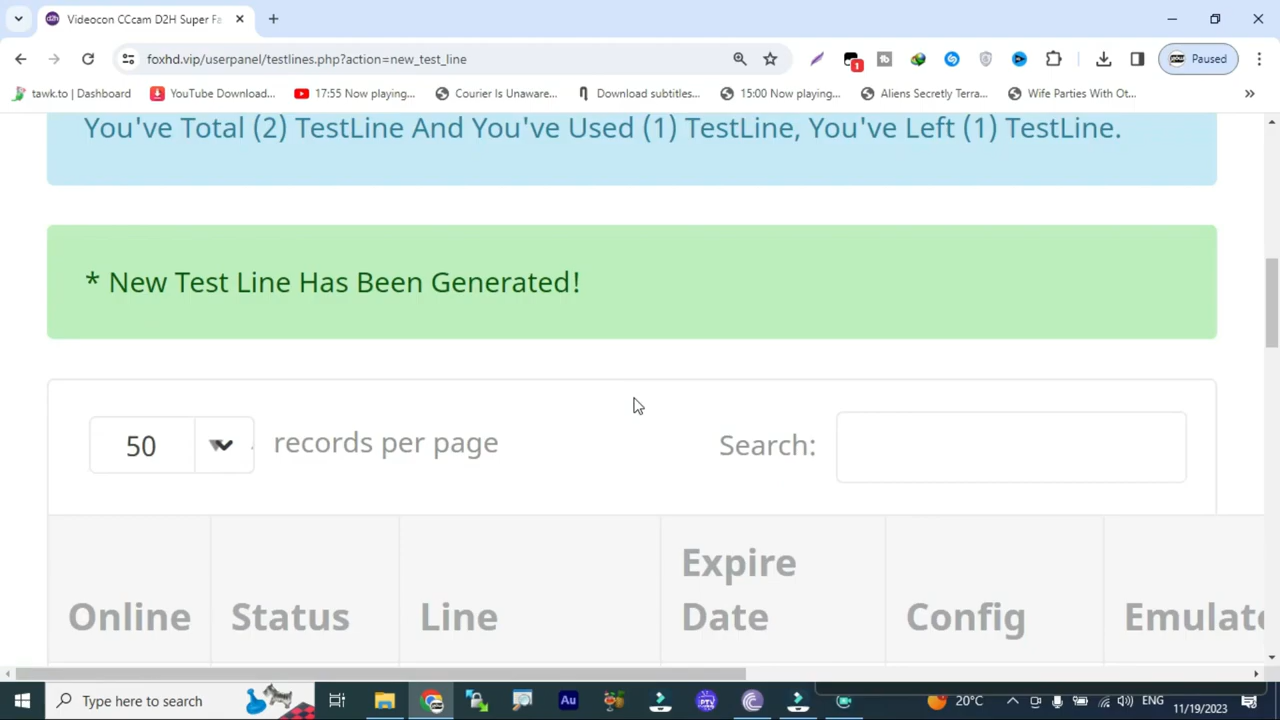 Videocon CCcam D2H Super Fa
foxhd.vip/userpanel/testlines.php?action=new_test_line
1
Paused
tawk.to | Dashboard
YouTube Download...
17:55 Now playing...
Courier Is Unaware...
Download subtitles...
15:00 Now playing...
Aliens Secretly Terra...
Wife Parties With Ot...
You've Total (2) TestLine And You've Used (1) TestLine, You've Left (1) TestLine.
* New Test Line Has Been Generated!
50
records per page
Search:
Online
Status
Line
Expire
Date
Config
Emulate
Type here to search
Au
PTV
20°C
ENG
11/19/2023